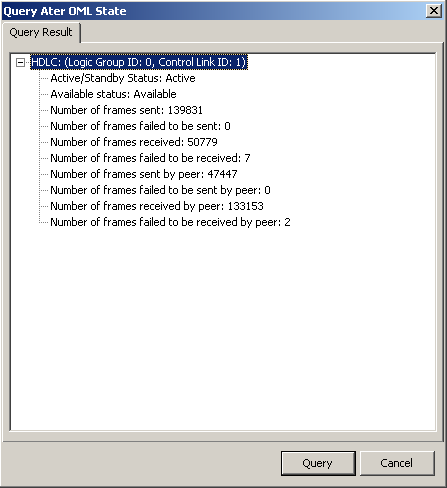 Query Ater OML State
Query Result
HDLC: (Logic Group ID: 0, Control Link ID: 1)
Active/Standby Status: Active
Available status: Available
Number of frames sent: 139831
Number of frames failed to be sent: 0
Number of frames received: 50779
Number of frames failed to be received: 7
Number of frames sent by peer: 47447
Number of frames failed to be sent by peer: 0
Number of frames received by peer: 133153
Number of frames failed to be received by peer: 2
Query
Cancel